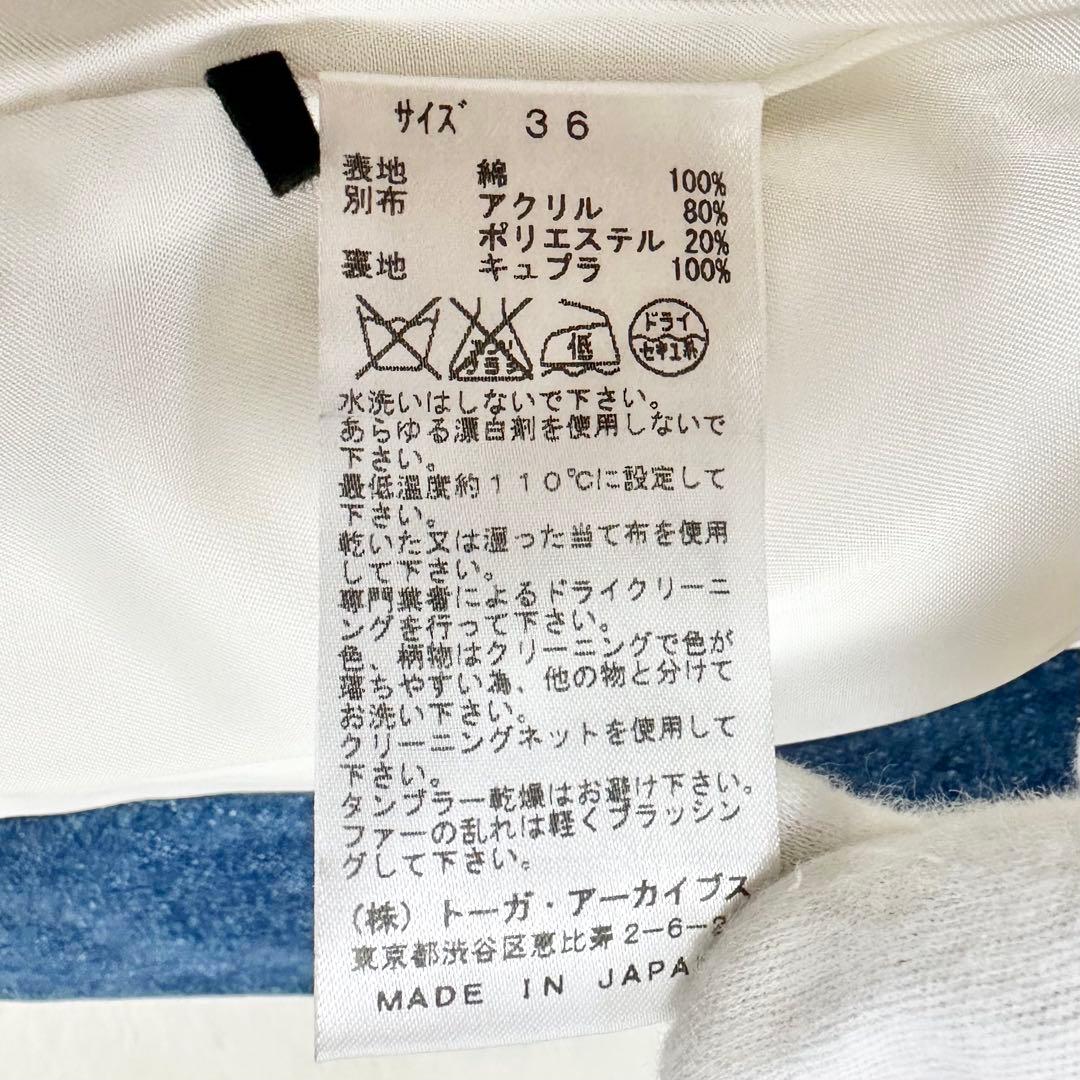 サイズ 36
表地 綿 100%
別布 アクリル 80%
ポリエステル 20%
裏地 キュプラ 100%
エンソ
サラシ
低
ドライ
セキユ系
水洗いはしないで下さい。
あらゆる漂白剤を使用しないで
下さい。
最低温度約110℃に設定して
下さい。
乾いた又は湿った当て布を使用
して下さい。
専門業者によるドライクリーニ
ングを行って下さい。
色、柄物はクリーニングで色が
落ちやすい為、他の物と分けて
お洗い下さい。
クリーニングネットを使用して
下さい。
タンブラー乾燥はお避け下さい。
ファーの乱れは軽くブラッシン
グして下さい。
(株) トーガ・アーカイブス
東京都渋谷区恵比寿2-6-2
MADE IN JAPA